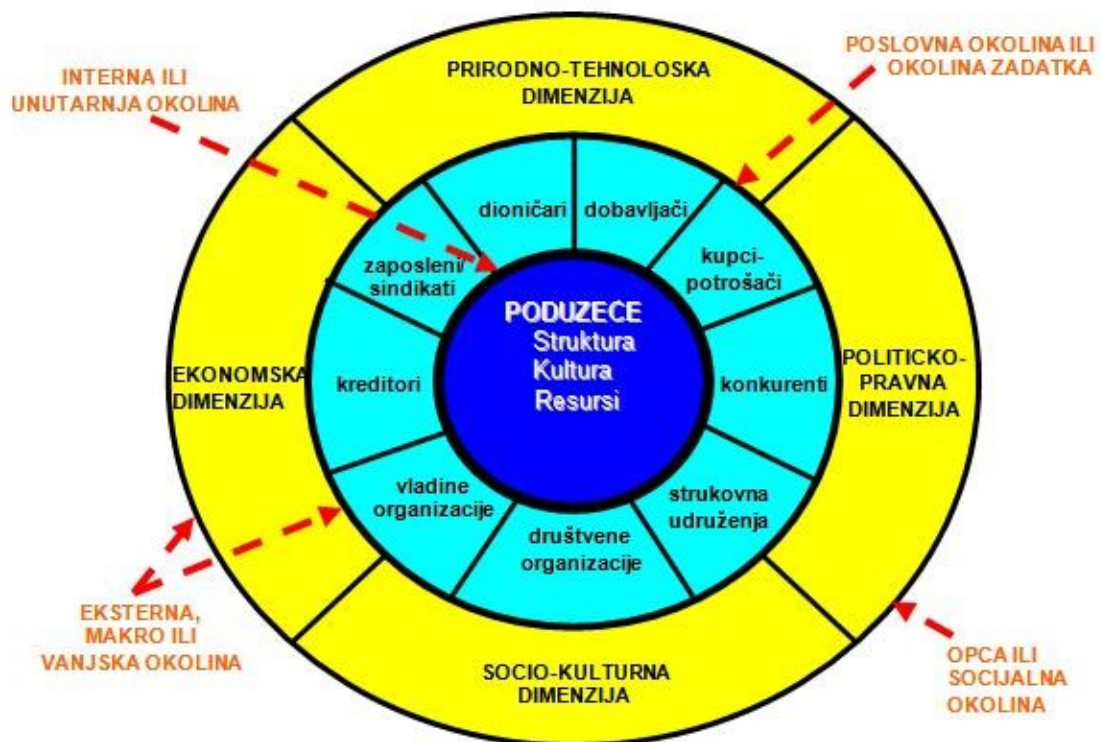 INTERNA ILI
UNUTARNJA OKOLINA
PRIRODNO-TEHNOLOSKA
DIMENZIJA
POSLOVNA OKOLINA ILI
OKOLINA ZADATKA
dioničari
dobavljači
zaposleni/
sindikati
kupci-
potrošači
PODUZECE
Struktura
Kultura
Resursi
EKONOMSKA
DIMENZIJA
kreditori
konkurenti
POLITICKO-
PRAVNA
DIMENZIJA
vladine
organizacije
strukovna
udruženja
društvene
organizacije
EKSTERNA,
MAKRO ILI
VANJSKA OKOLINA
SOCIO-KULTURNA
DIMENZIJA
OPCA ILI
SOCIJALNA
OKOLINA